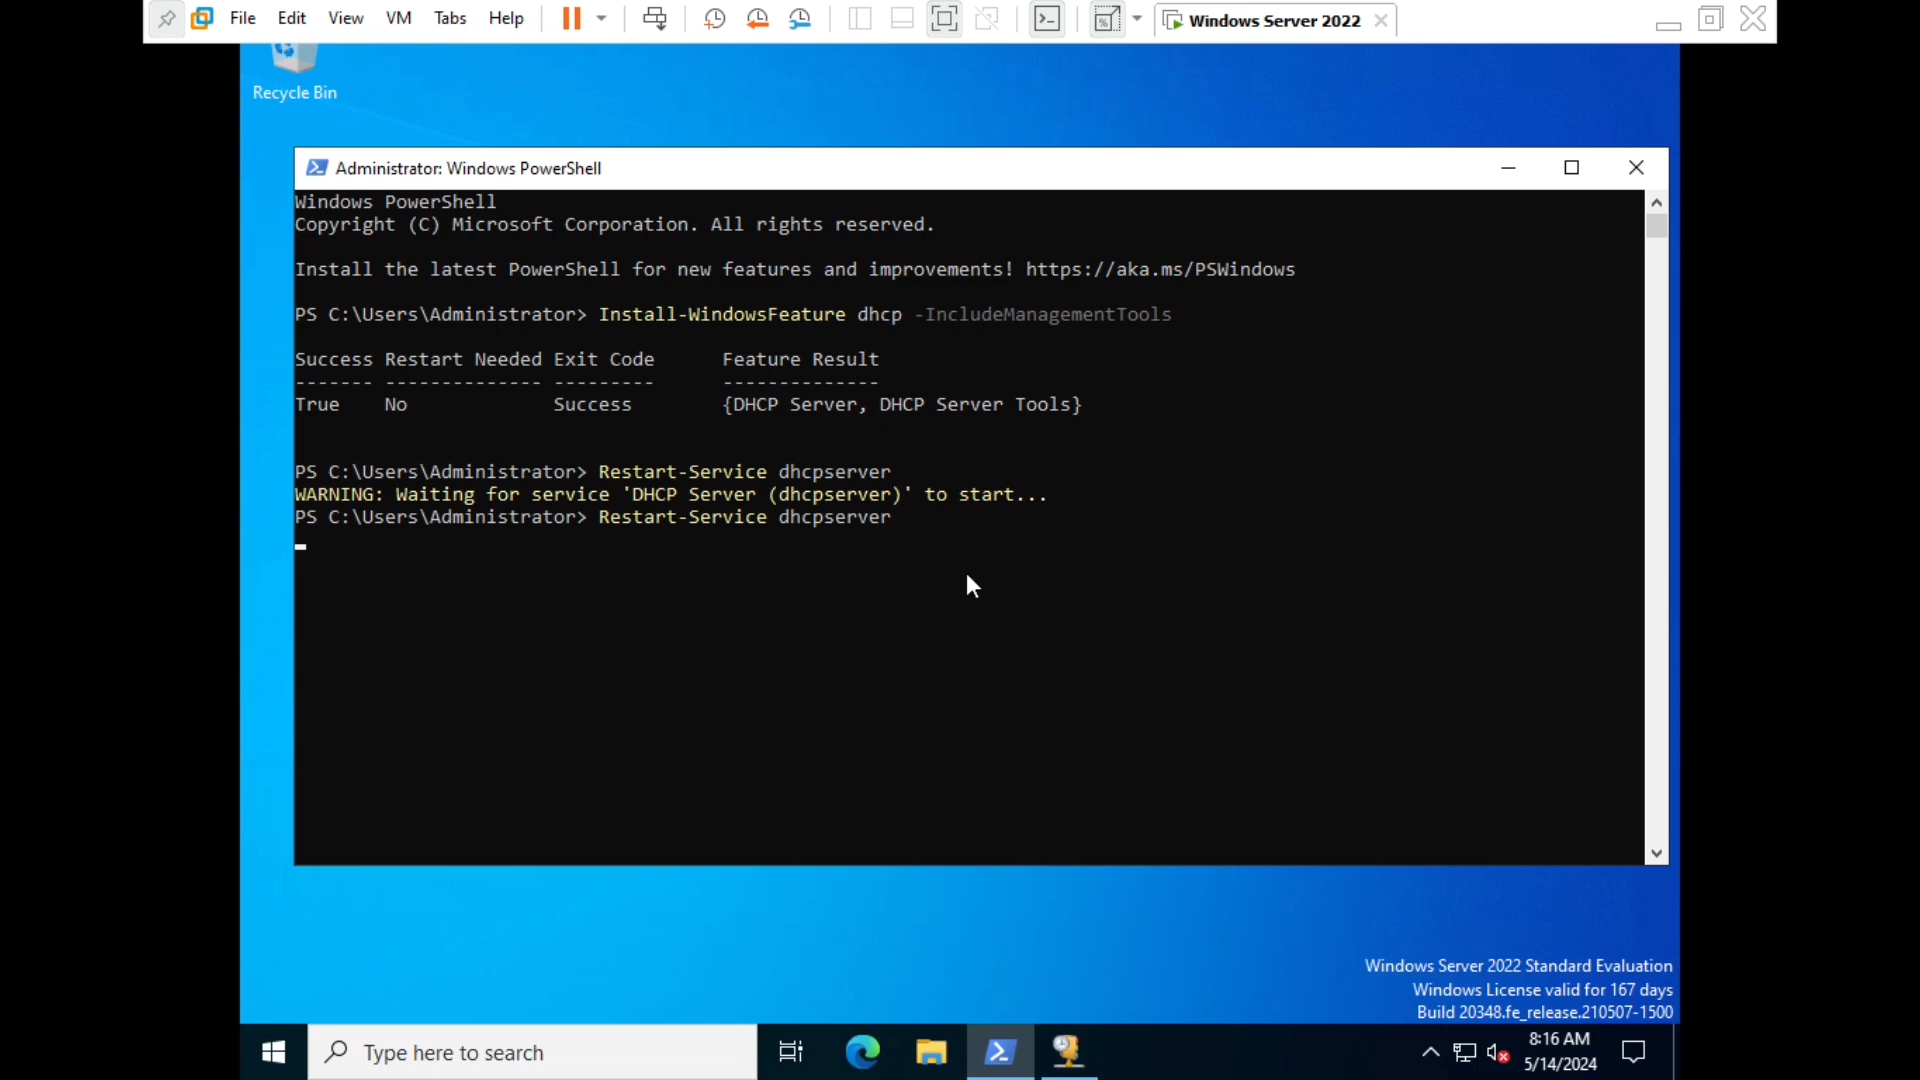 File Edit View VM Tabs Help
Windows Server 2022
Recycle Bin
Administrator: Windows PowerShell
Windows PowerShell
Copyright (C) Microsoft Corporation. All rights reserved.
Install the latest PowerShell for new features and improvements! https://aka.ms/PSWindows
PS C:\Users\Administrator> Install-WindowsFeature dhcp -IncludeManagementTools
Success Restart Needed Exit Code      Feature Result
------- -------------- ---------      --------------
True    No             Success        {DHCP Server, DHCP Server Tools}
PS C:\Users\Administrator> Restart-Service dhcpserver
WARNING: Waiting for service 'DHCP Server (dhcpserver)' to start...
PS C:\Users\Administrator> Restart-Service dhcpserver
Windows Server 2022 Standard Evaluation
Windows License valid for 167 days
Build 20348.fe_release.210507-1500
Type here to search
8:16 AM
5/14/2024